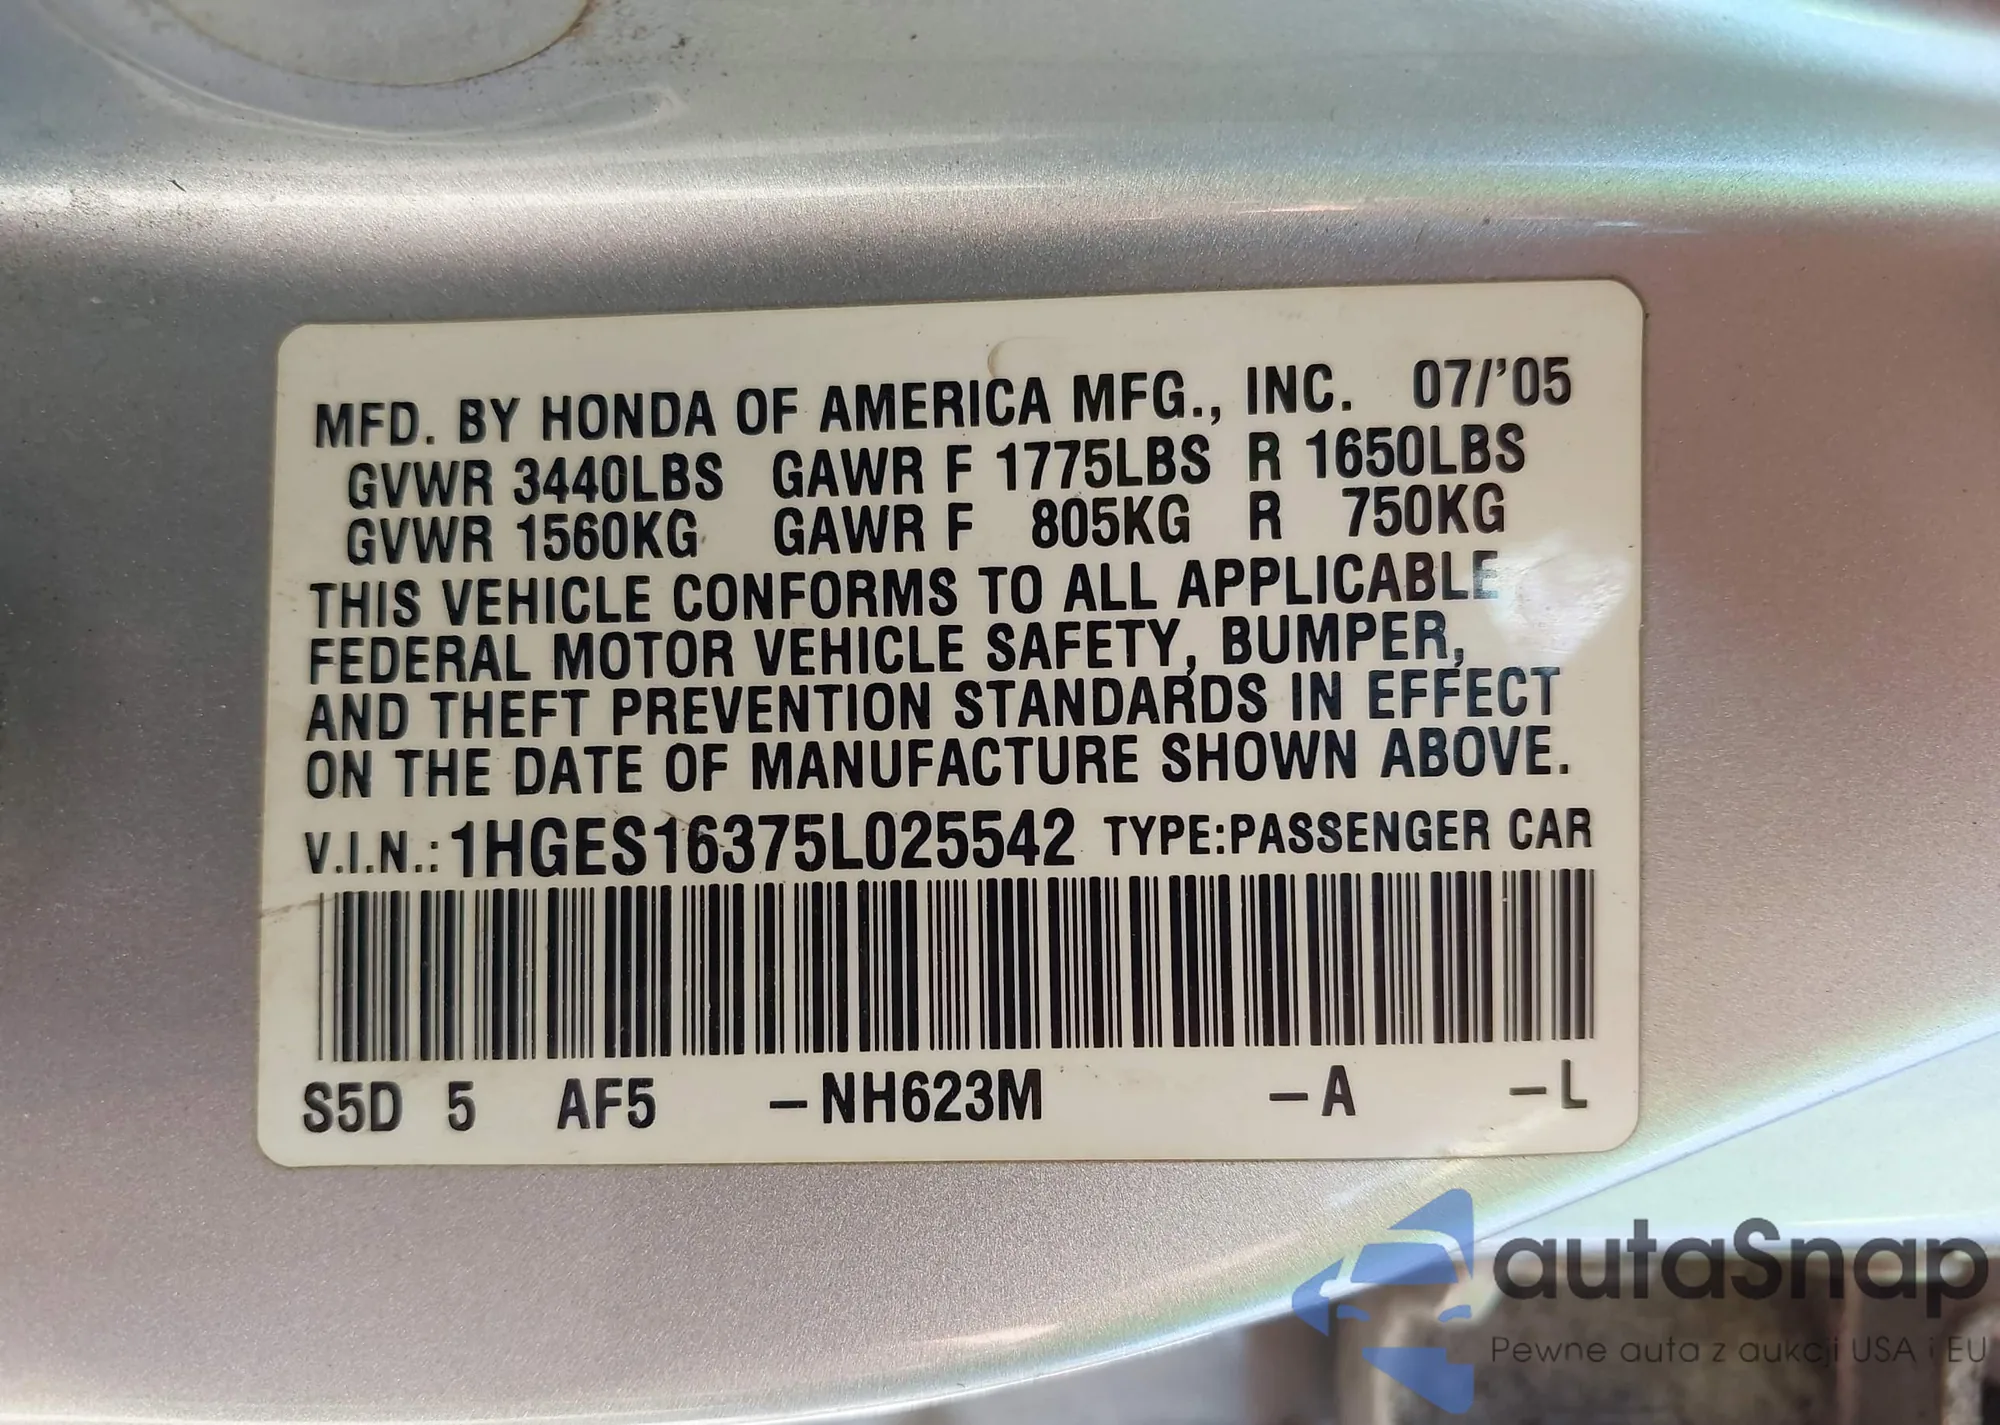 MFD. BY HONDA OF AMERICA MFG., INC. 07/'05
GVWR 3440LBS GAWR F 1775LBS R 1650LBS
GVWR 1560KG GAWR F 805KG R 750KG
THIS VEHICLE CONFORMS TO ALL APPLICABLE
FEDERAL MOTOR VEHICLE SAFETY, BUMPER,
AND THEFT PREVENTION STANDARDS IN EFFECT
ON THE DATE OF MANUFACTURE SHOWN ABOVE.
V.I.N.: 1HGES16375L025542 TYPE:PASSENGER CAR
S5D 5 AF5 –NH623M –A –L
autaSnap
Pewne auta z aukcji USA i EU